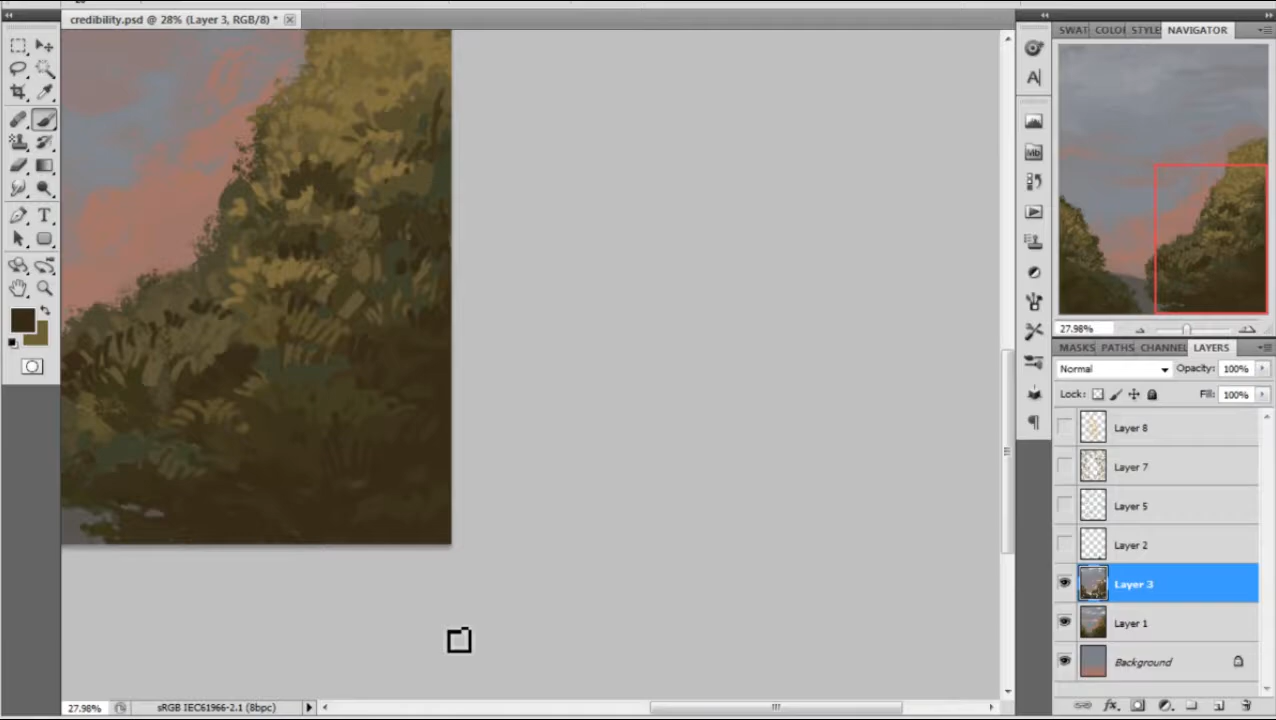 credibility.psd @ 28% (Layer 3, RGB/8) *
SWAT COLOI STYLE NAVIGATOR
27.98%
MASKS PATHS CHANNEL LAYERS
Normal Opacity: 100%
Lock: Fill: 100%
Layer 8
Layer 7
Layer 5
Layer 2
Layer 3
Layer 1
Background
27.98% sRGB IEC61966-2.1 (8bpc)